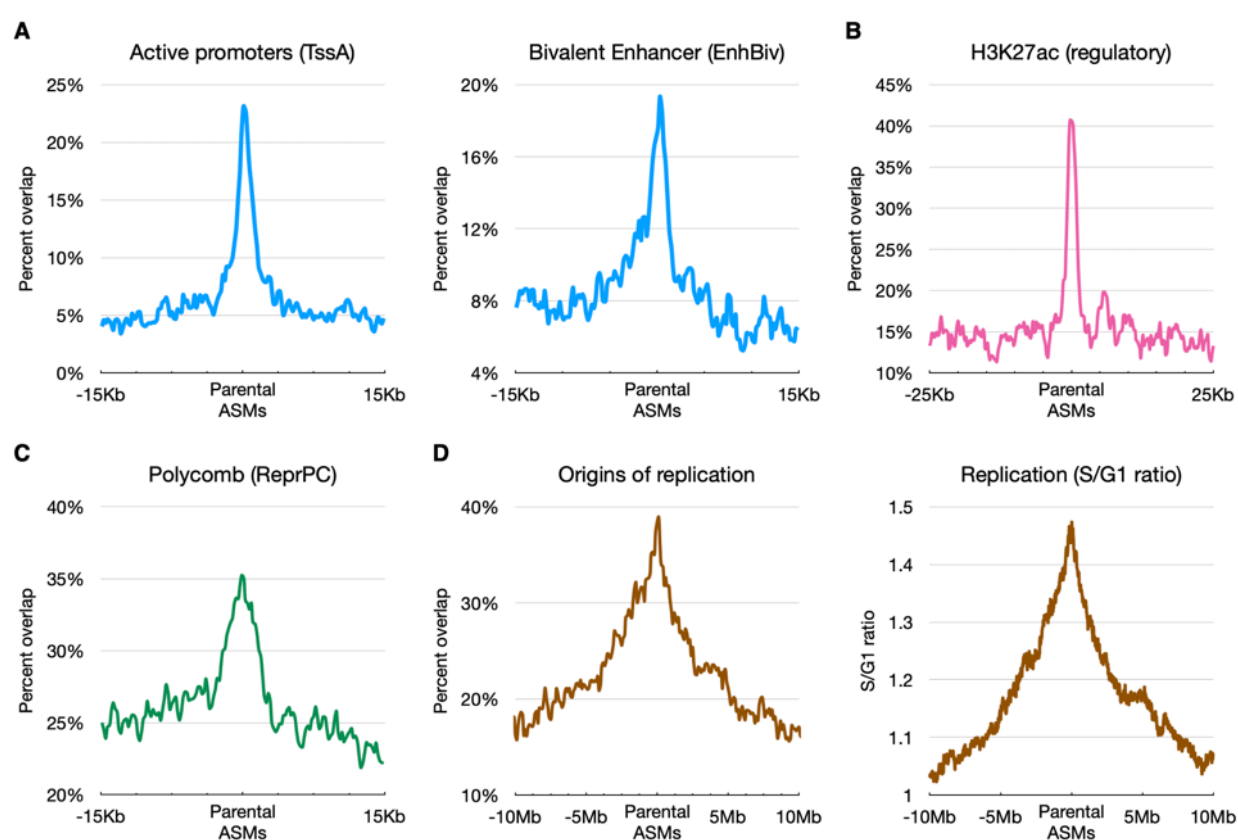 A
Active promoters (TssA)
Percent overlap
25%
20%
15%
10%
5%
0%
-15Kb
Parental
ASMs
15Kb
Bivalent Enhancer (EnhBiv)
Percent overlap
20%
16%
12%
8%
4%
-15Kb
Parental
ASMs
15Kb
B
H3K27ac (regulatory)
Percent overlap
45%
40%
35%
30%
25%
20%
15%
10%
-25Kb
Parental
ASMs
25Kb
C
Polycomb (ReprPC)
Percent overlap
40%
35%
30%
25%
20%
-15Kb
Parental
ASMs
15Kb
D
Origins of replication
Percent overlap
40%
30%
20%
10%
-10Mb
-5Mb
Parental
ASMs
5Mb
10Mb
Replication (S/G1 ratio)
S/G1 ratio
1.5
1.4
1.3
1.2
1.1
1
-10Mb
-5Mb
Parental
ASMs
5Mb
10Mb